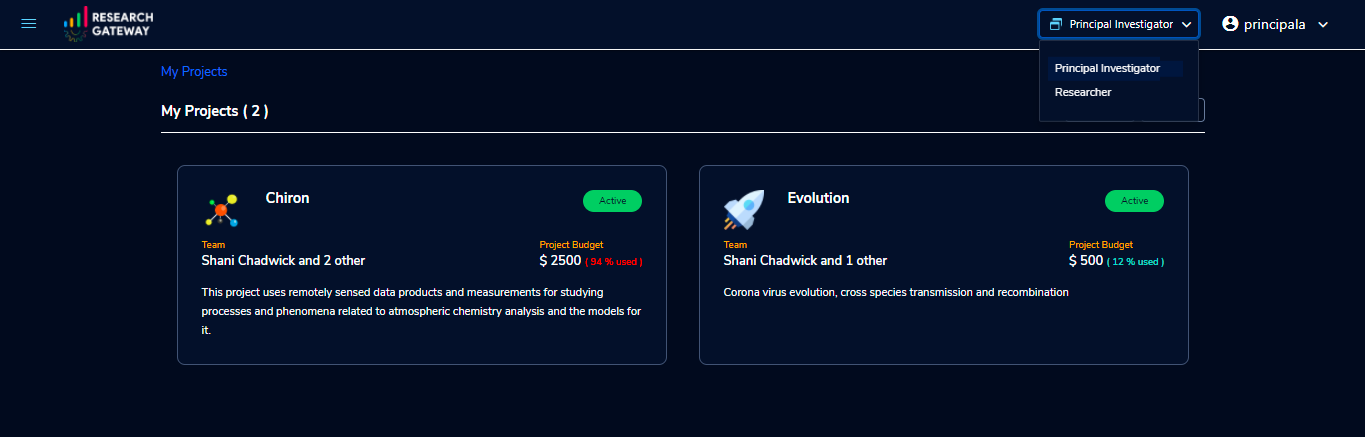 RESEARCH
GATEWAY
Principal Investigator
principala
Principal Investigator
Researcher
My Projects
My Projects ( 2 )
Chiron
Active
Team
Project Budget
Shani Chadwick and 2 other
$ 2500 ( 94 % used )
This project uses remotely sensed data products and measurements for studying
processes and phenomena related to atmospheric chemistry analysis and the models for
it.
Evolution
Active
Team
Project Budget
Shani Chadwick and 1 other
$ 500 ( 12 % used )
Corona virus evolution, cross species transmission and recombination